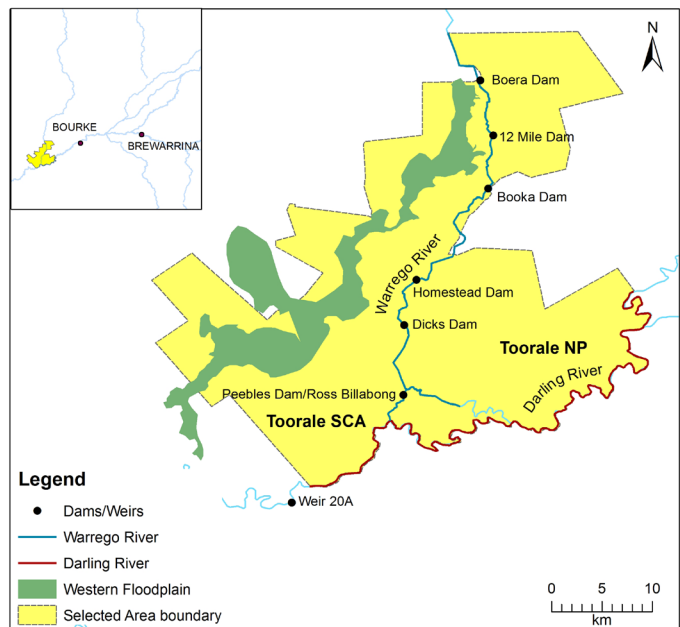 N
Boera Dam
BOURKE
BREWARRINA
12 Mile Dam
Booka Dam
Warrego River
Homestead Dam
Dicks Dam
Toorale NP
Darling River
Peebles Dam/Ross Billabong
Toorale SCA
Legend
Weir 20A
Dams/Weirs
Warrego River
Darling River
Western Floodplain
Selected Area boundary
0 5 10
km